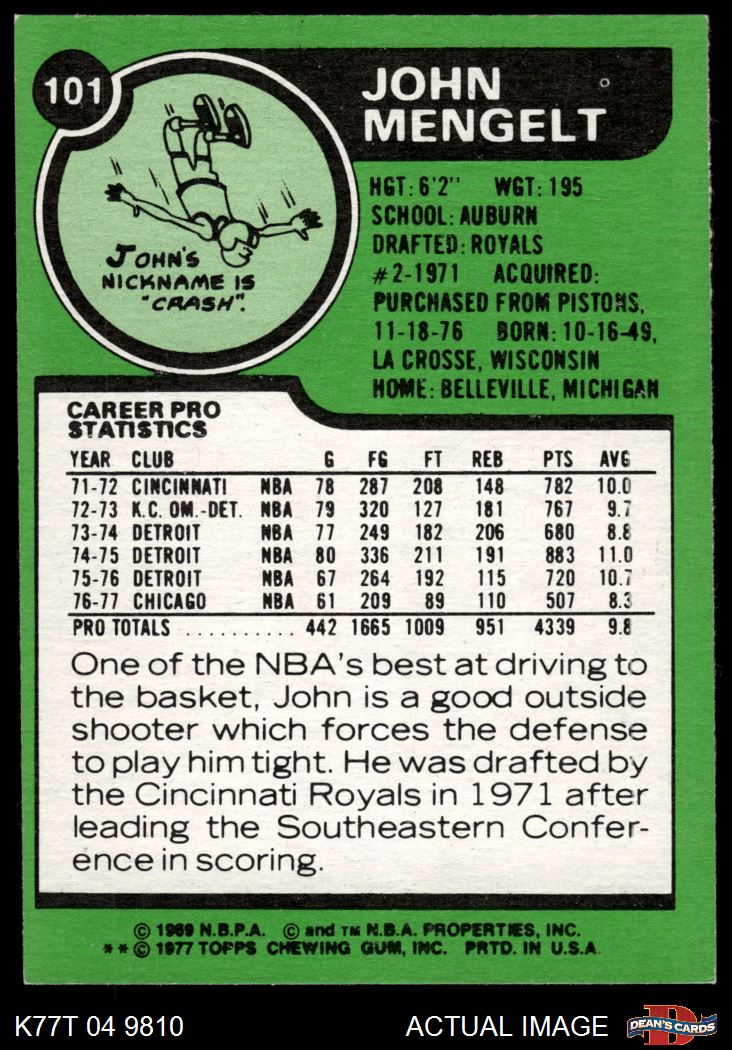 101
JOHN
MENGELT
JOHN'S
NICKNAME IS
"CRASH".
HGT: 6'2" WGT: 195
SCHOOL: AUBURN
DRAFTED: ROYALS
#2-1971 ACQUIRED:
PURCHASED FROM PISTONS,
11-18-76 BORN: 10-16-49,
LA CROSSE, WISCONSIN
HOME: BELLEVILLE, MICHIGAN
CAREER PRO
STATISTICS
YEAR CLUB G FG FT REB PTS AVG
71-72 CINCINNATI NBA 78 287 208 148 782 10.0
72-73 K.C. OM.-DET. NBA 79 320 127 181 767 9.7
73-74 DETROIT NBA 77 249 182 206 680 8.8
74-75 DETROIT NBA 80 336 211 191 883 11.0
75-76 DETROIT NBA 67 264 192 115 720 10.7
76-77 CHICAGO NBA 61 209 89 110 507 8.3
PRO TOTALS .......... 442 1665 1009 951 4339 9.8
One of the NBA's best at driving to
the basket, John is a good outside
shooter which forces the defense
to play him tight. He was drafted by
the Cincinnati Royals in 1971 after
leading the Southeastern Confer-
ence in scoring.
© 1969 N.B.P.A. © and TM N.B.A. PROPERTIES, INC.
**© 1977 TOPPS CHEWING GUM, INC. PRTD. IN U.S.A.
K77T 04 9810 ACTUAL IMAGE D DEAN'S CARDS